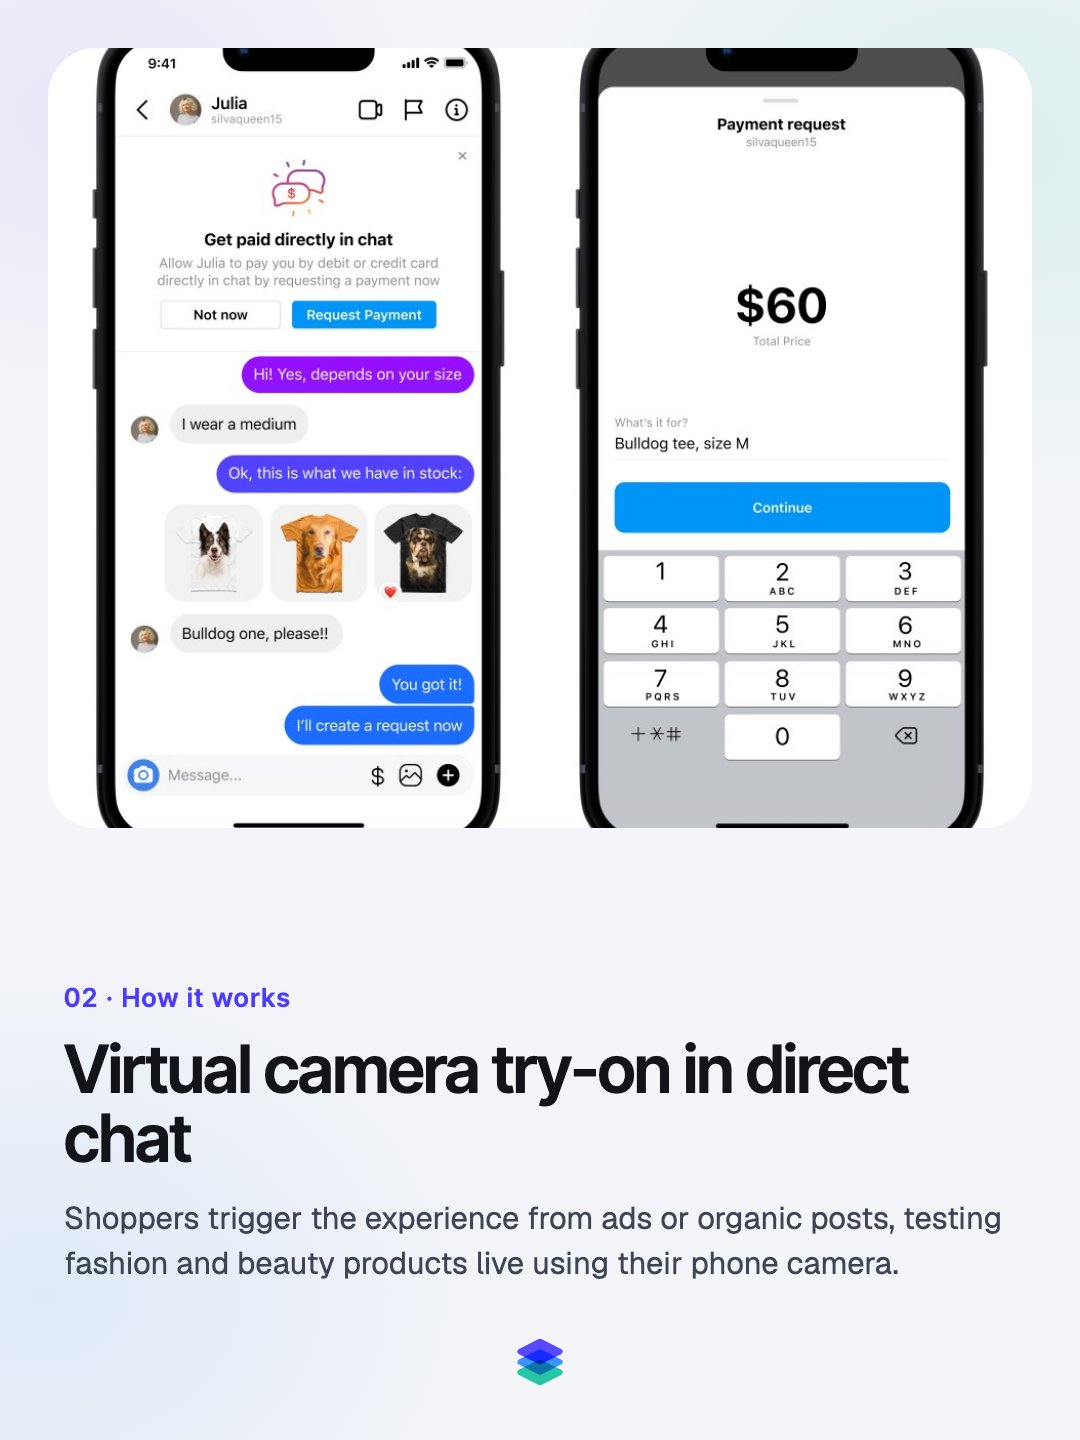 9:41
Julia
silvaqueen15
Get paid directly in chat
Allow Julia to pay you by debit or credit card
directly in chat by requesting a payment now
Not now
Request Payment
Hi! Yes, depends on your size
I wear a medium
Ok, this is what we have in stock:
Bulldog one, please!!
You got it!
I'll create a request now
Message...
$
Payment request
silvaqueen15
$60
Total Price
What's it for?
Bulldog tee, size M
Continue
1
2 ABC
3 DEF
4 GHI
5 JKL
6 MNO
7 PQRS
8 TUV
9 WXYZ
+*#
0
02 · How it works
Virtual camera try-on in direct
chat
Shoppers trigger the experience from ads or organic posts, testing
fashion and beauty products live using their phone camera.